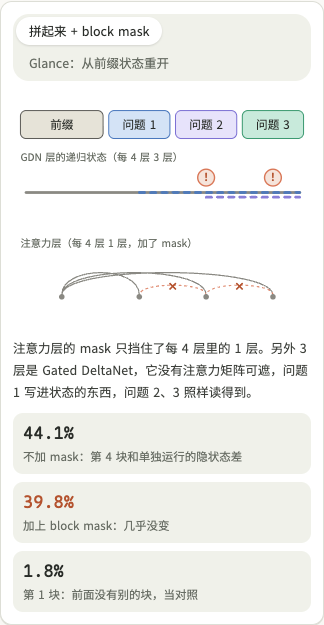 拼起来 + block mask
Glance：从前缀状态重开
前缀
问题 1
问题 2
问题 3
GDN 层的递归状态（每 4 层 3 层）
!
!
注意力层（每 4 层 1 层，加了 mask）
注意力层的 mask 只挡住了每 4 层里的 1 层。另外 3
层是 Gated DeltaNet，它没有注意力矩阵可遮，问题
1 写进状态的东西，问题 2、3 照样读得到。
44.1%
不加 mask：第 4 块和单独运行的隐状态差
39.8%
加上 block mask：几乎没变
1.8%
第 1 块：前面没有别的块，当对照